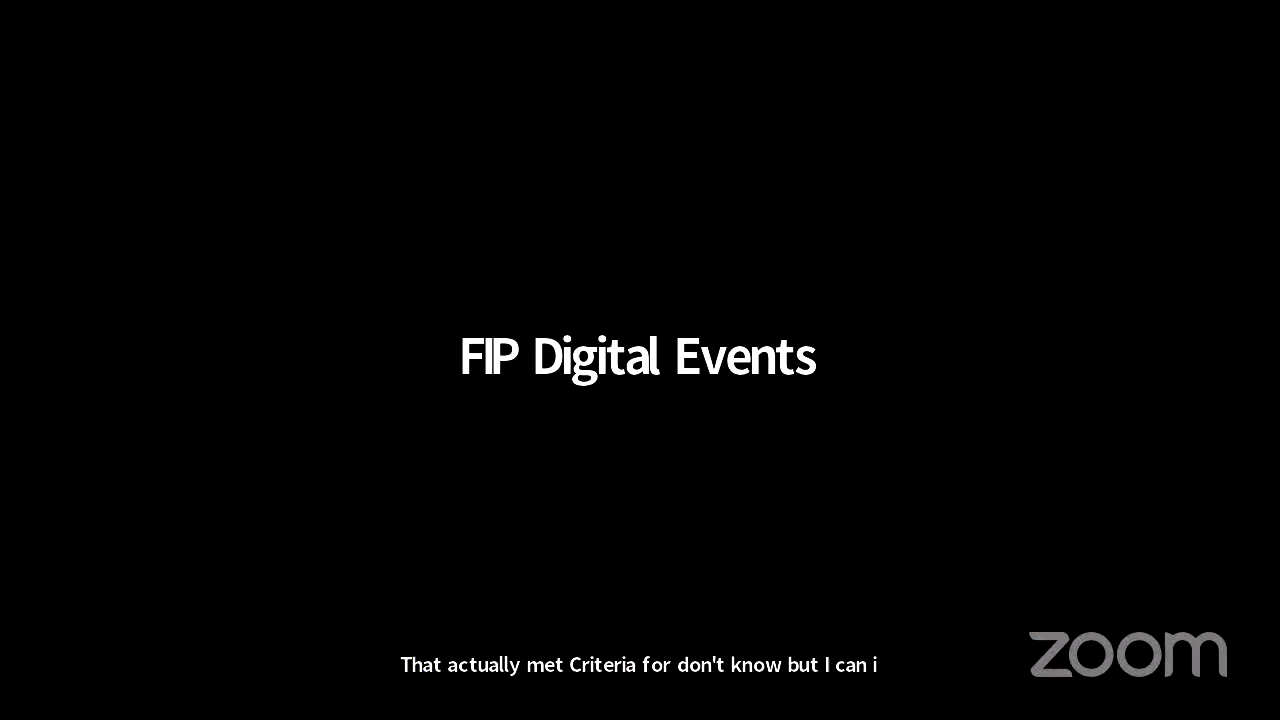 FIP Digital Events
That actually met Criteria for don't know but I can i
zoom